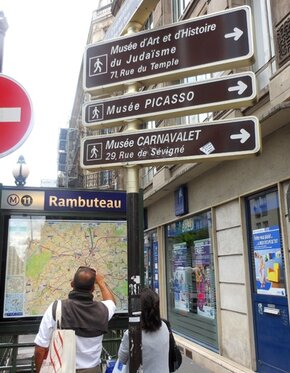 Musée d'Art et d'Histoire
du Judaïsme
71, Rue du Temple
Musée PICASSO
Musée CARNAVALET
29, Rue de Sévigné
M 11 Rambuteau